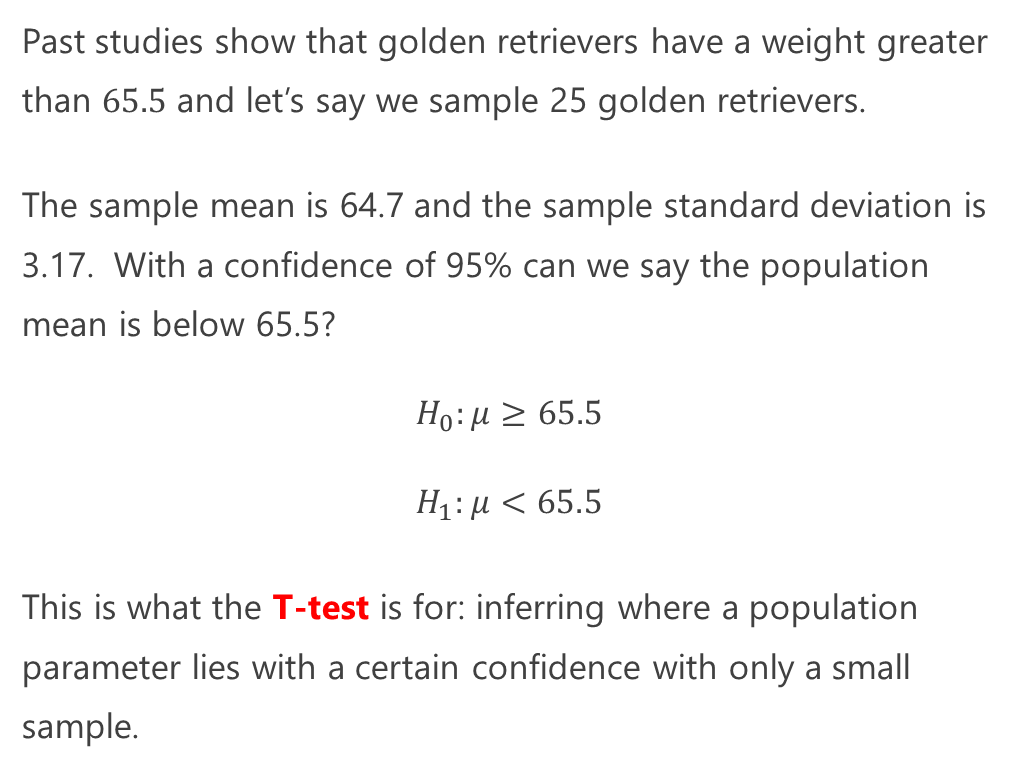 Past studies show that golden retrievers have a weight greater
than 65.5 and let’s say we sample 25 golden retrievers.
The sample mean is 64.7 and the sample standard deviation is
3.17.  With a confidence of 95% can we say the population
mean is below 65.5?
H₀: μ ≥ 65.5
H₁: μ < 65.5
This is what the T-test is for: inferring where a population
parameter lies with a certain confidence with only a small
sample.